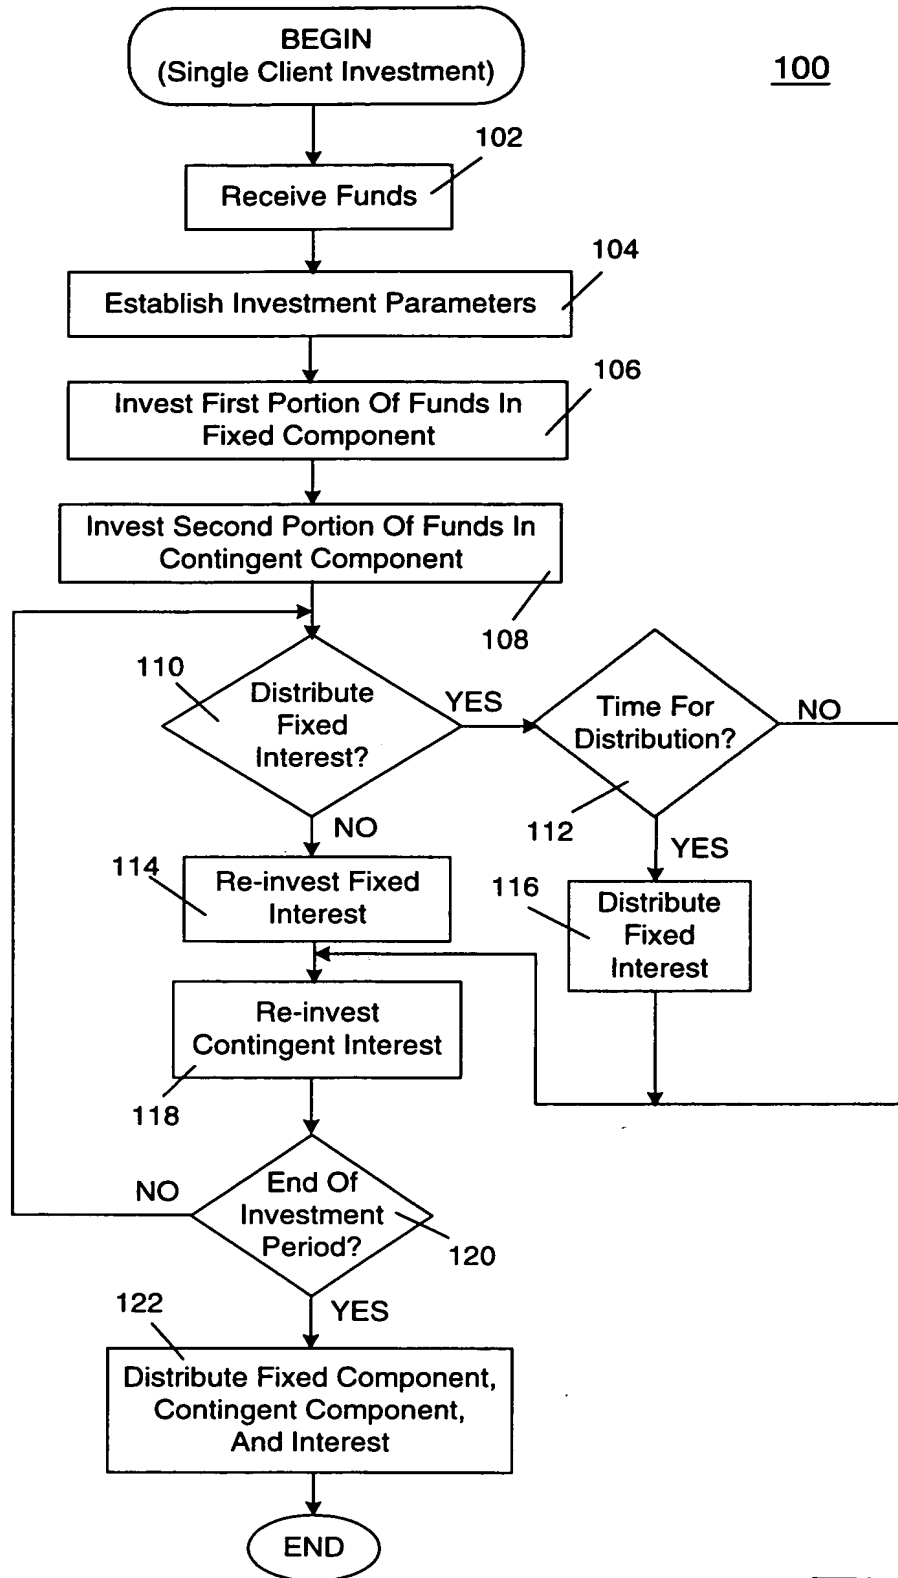 BEGIN
(Single Client Investment)
100
102
Receive Funds
104
Establish Investment Parameters
106
Invest First Portion Of Funds In
Fixed Component
Invest Second Portion Of Funds In
Contingent Component
108
110
Distribute
Fixed
Interest?
YES
Time For
Distribution?
NO
112
NO
YES
114
Re-invest Fixed
Interest
116
Distribute
Fixed
Interest
Re-invest
Contingent Interest
118
NO
End Of
Investment
Period?
120
YES
122
Distribute Fixed Component,
Contingent Component,
And Interest
END